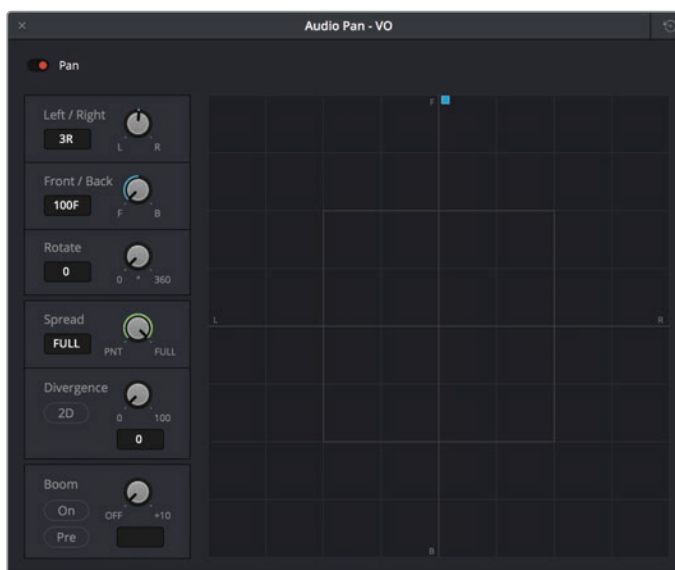 × Audio Pan - VO
Pan
Left / Right
3R
L R
Front / Back
100F
F B
Rotate
0
0 ° 360
Spread
FULL
PNT FULL
Divergence
2D
0 100
0
Boom
On
OFF +10
Pre
F
L R
B